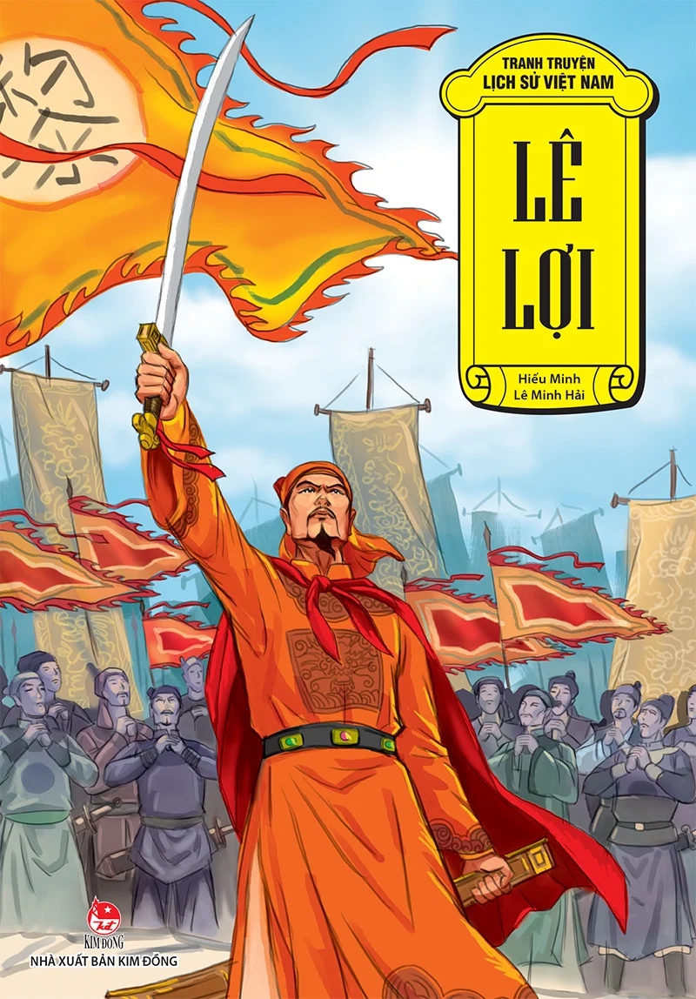 TRANH TRUYỆN
LỊCH SỬ VIỆT NAM
LÊ
LỢI
Hiếu Minh
Lê Minh Hải
KIM ĐỒNG
NHÀ XUẤT BẢN KIM ĐỒNG